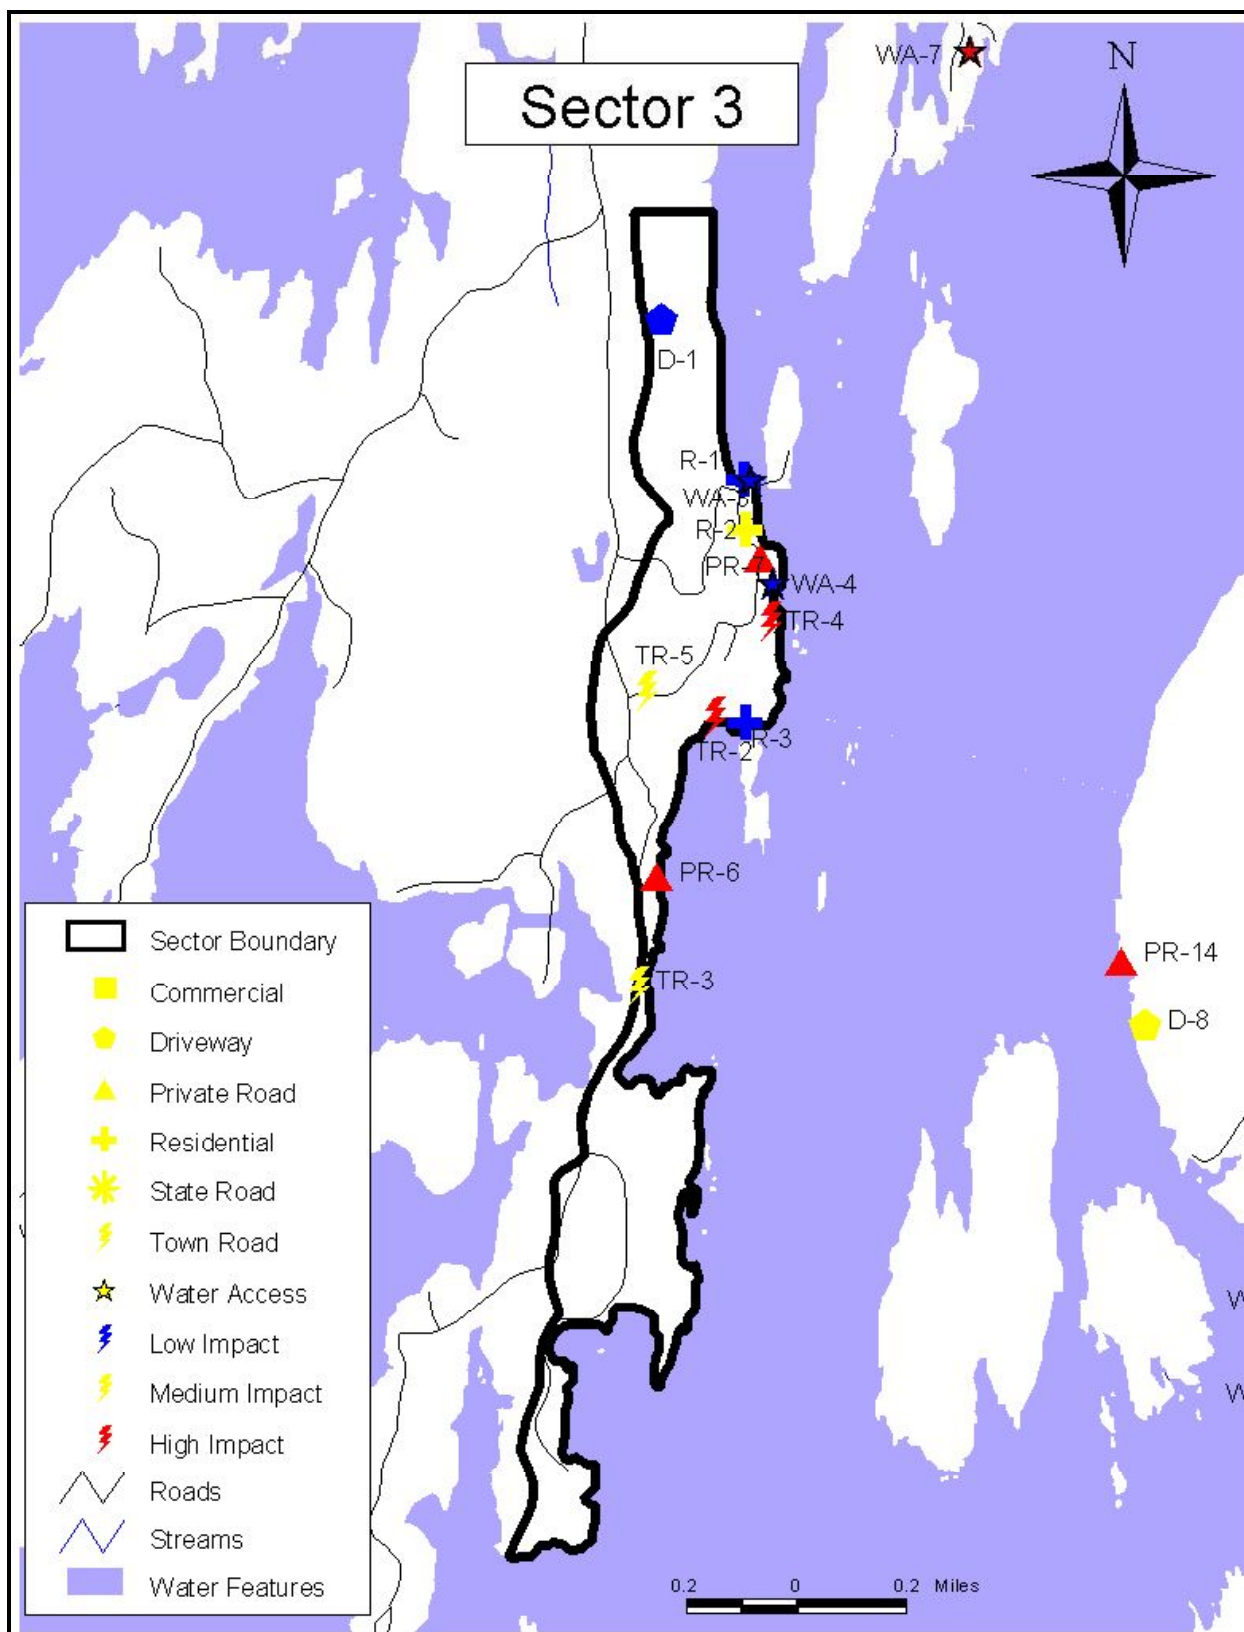 WA-7
N
Sector 3
D-1
R-1
WA-5
R-2
PR-7
WA-4
TR-4
TR-5
R-3
TR-2
PR-6
PR-14
TR-3
D-8
Sector Boundary
Commercial
Driveway
Private Road
Residential
State Road
Town Road
Water Access
Low Impact
Medium Impact
High Impact
Roads
Streams
Water Features
W
W
0.2 0 0.2 Miles